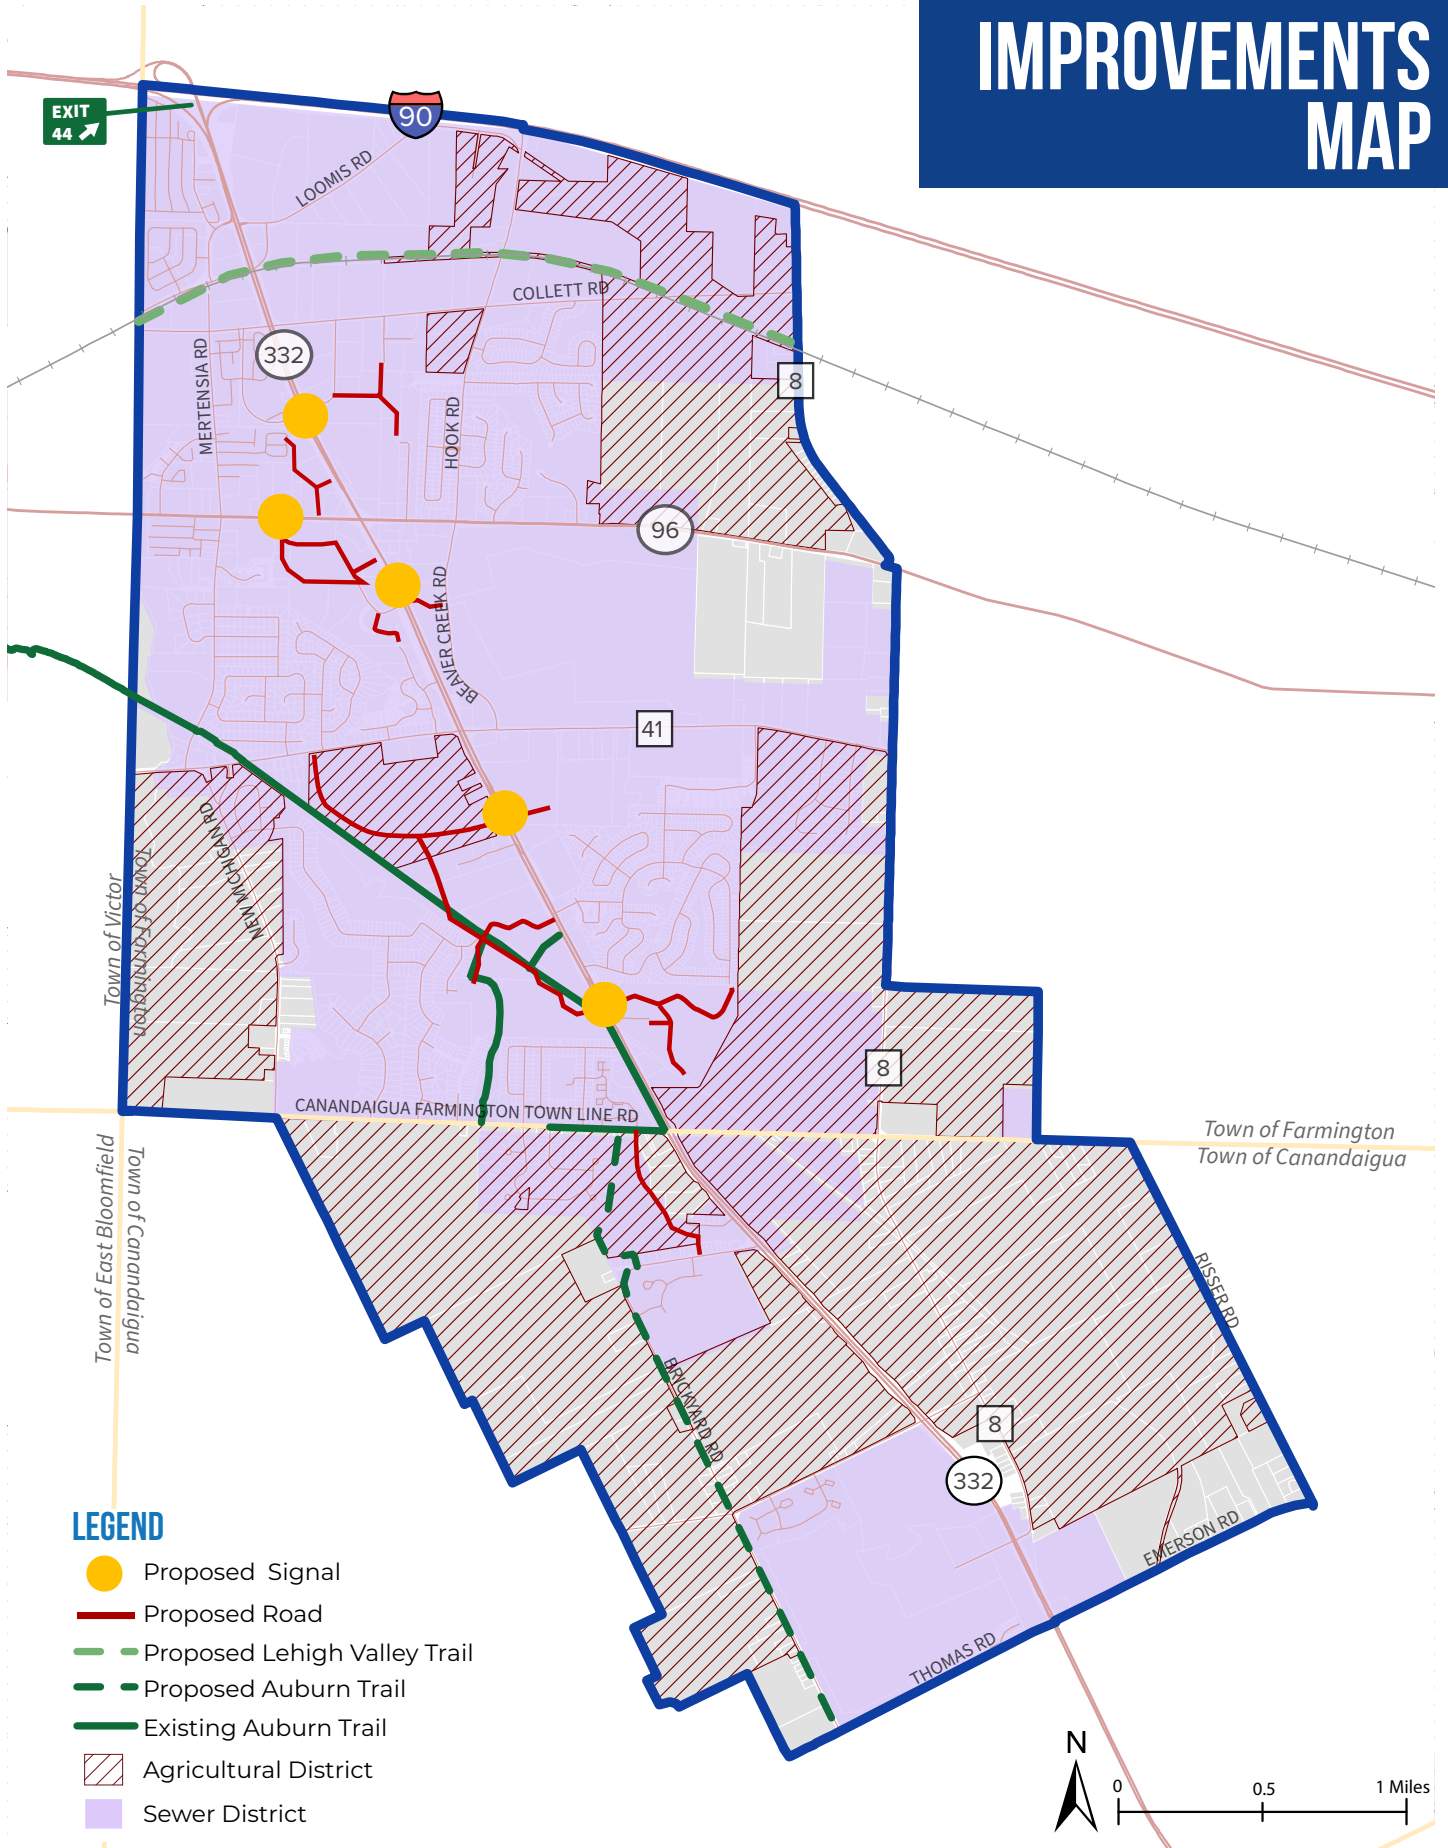 IMPROVEMENTS
MAP
EXIT
44
90
LOOMIS RD
COLLETT RD
332
MERTENSIA RD
HOOK RD
8
96
BEAVER CREEK RD
41
NEW MICHIGAN RD
Town of Victor
Town of Farmington
8
CANANDAIGUA FARMINGTON TOWN LINE RD
Town of Farmington
Town of Canandaigua
Town of East Bloomfield
Town of Canandaigua
RISSER RD
BRICKYARD RD
8
332
EMERSON RD
THOMAS RD
LEGEND
Proposed Signal
Proposed Road
Proposed Lehigh Valley Trail
Proposed Auburn Trail
Existing Auburn Trail
Agricultural District
Sewer District
N
0 0.5 1 Miles